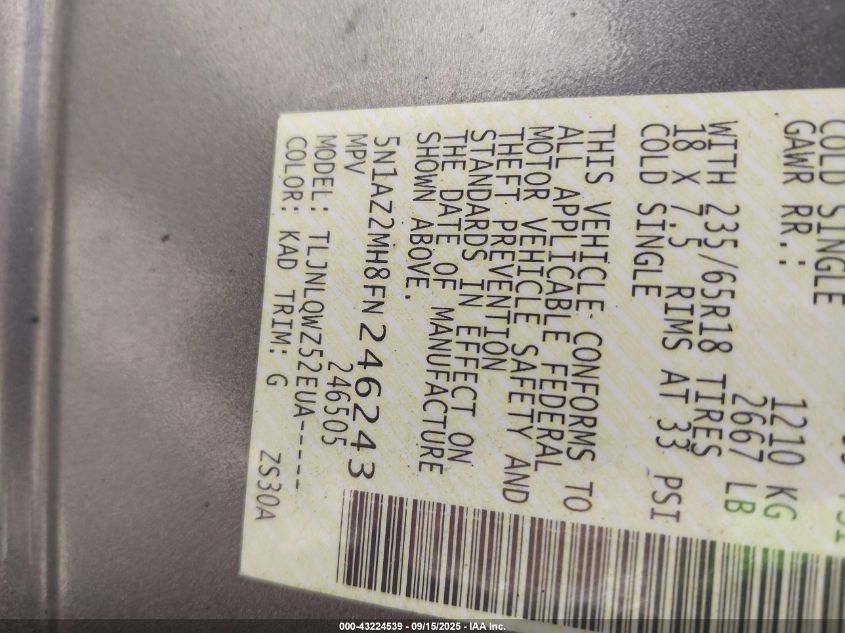 COLD SINGLE
GAWR RR.: 1210 KG
2667 LB
WITH 235/65R18 TIRES
18 X 7.5 RIMS AT 33 PSI
COLD SINGLE
THIS VEHICLE CONFORMS TO
ALL APPLICABLE FEDERAL
MOTOR VEHICLE SAFETY AND
THEFT PREVENTION
STANDARDS IN EFFECT ON
THE DATE OF MANUFACTURE
SHOWN ABOVE.
5N1AZ2MH8FN246243
MPV 246505
MODEL: TLJNLQWZ52EUA-----
COLOR: KAD TRIM: G ZS30A
000-43224539 - 09/15/2025 - IAA Inc.